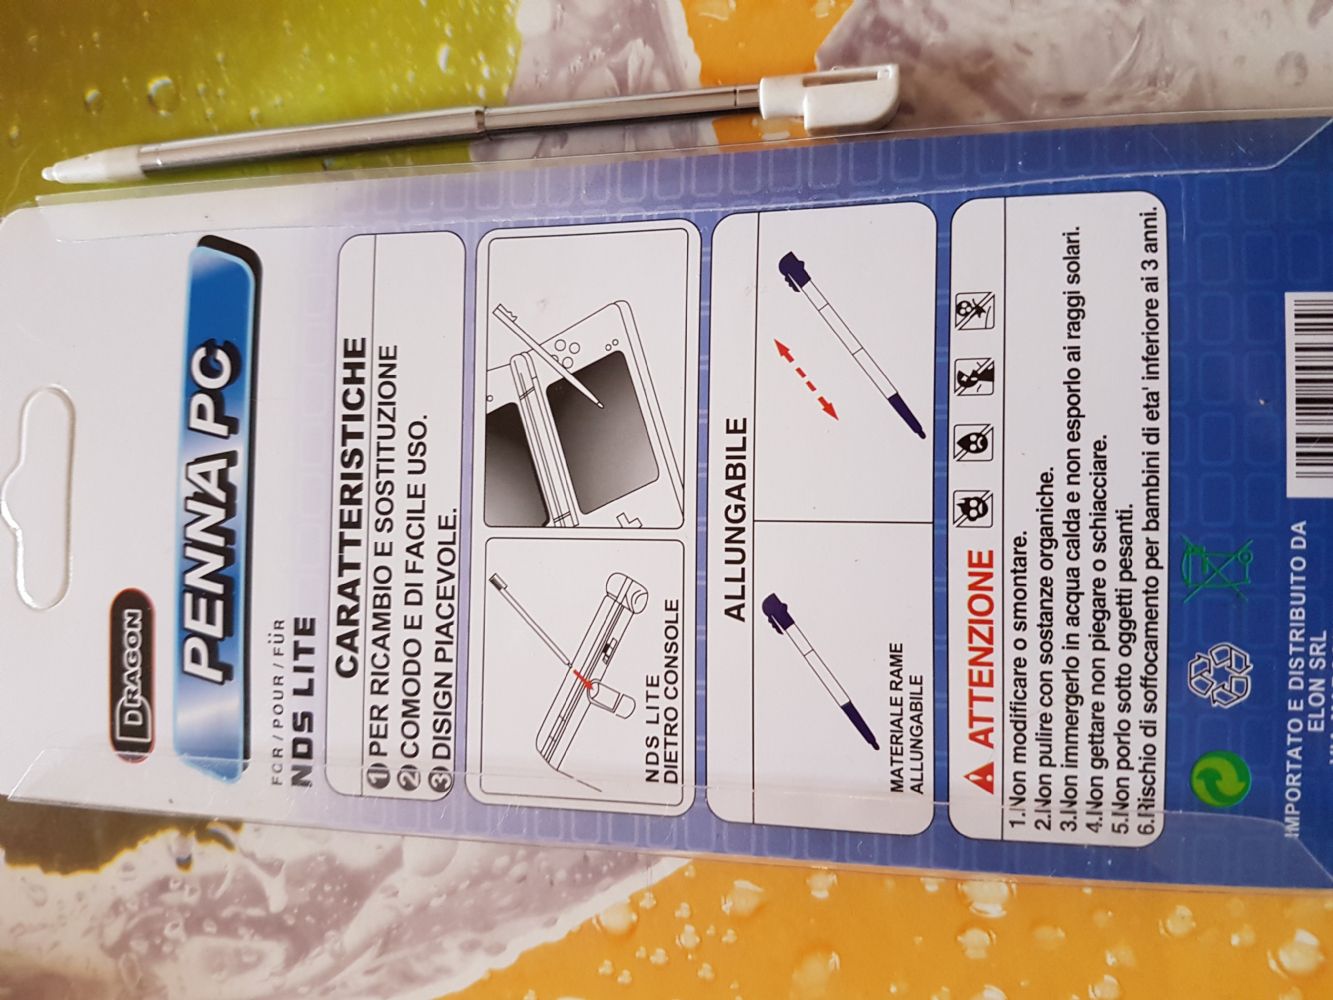 DRAGON
PENNA PC
FOR / POUR / FÜR
NDS LITE
CARATTERISTICHE
1 PER RICAMBIO E SOSTITUZIONE
2 COMODO E DI FACILE USO.
3 DISIGN PIACEVOLE.
NDS LITE
DIETRO CONSOLE
ALLUNGABILE
MATERIALE RAME
ALLUNGABILE
ATTENZIONE
1.Non modificare o smontare.
2.Non pulire con sostanze organiche.
3.Non immergerlo in acqua calda e non esporlo ai raggi solari.
4.Non gettare non piegare o schiacciare.
5.Non porlo sotto oggetti pesanti.
6.Rischio di soffocamento per bambini di eta' inferiore ai 3 anni.
IMPORTATO E DISTRIBUITO DA
ELON SRL